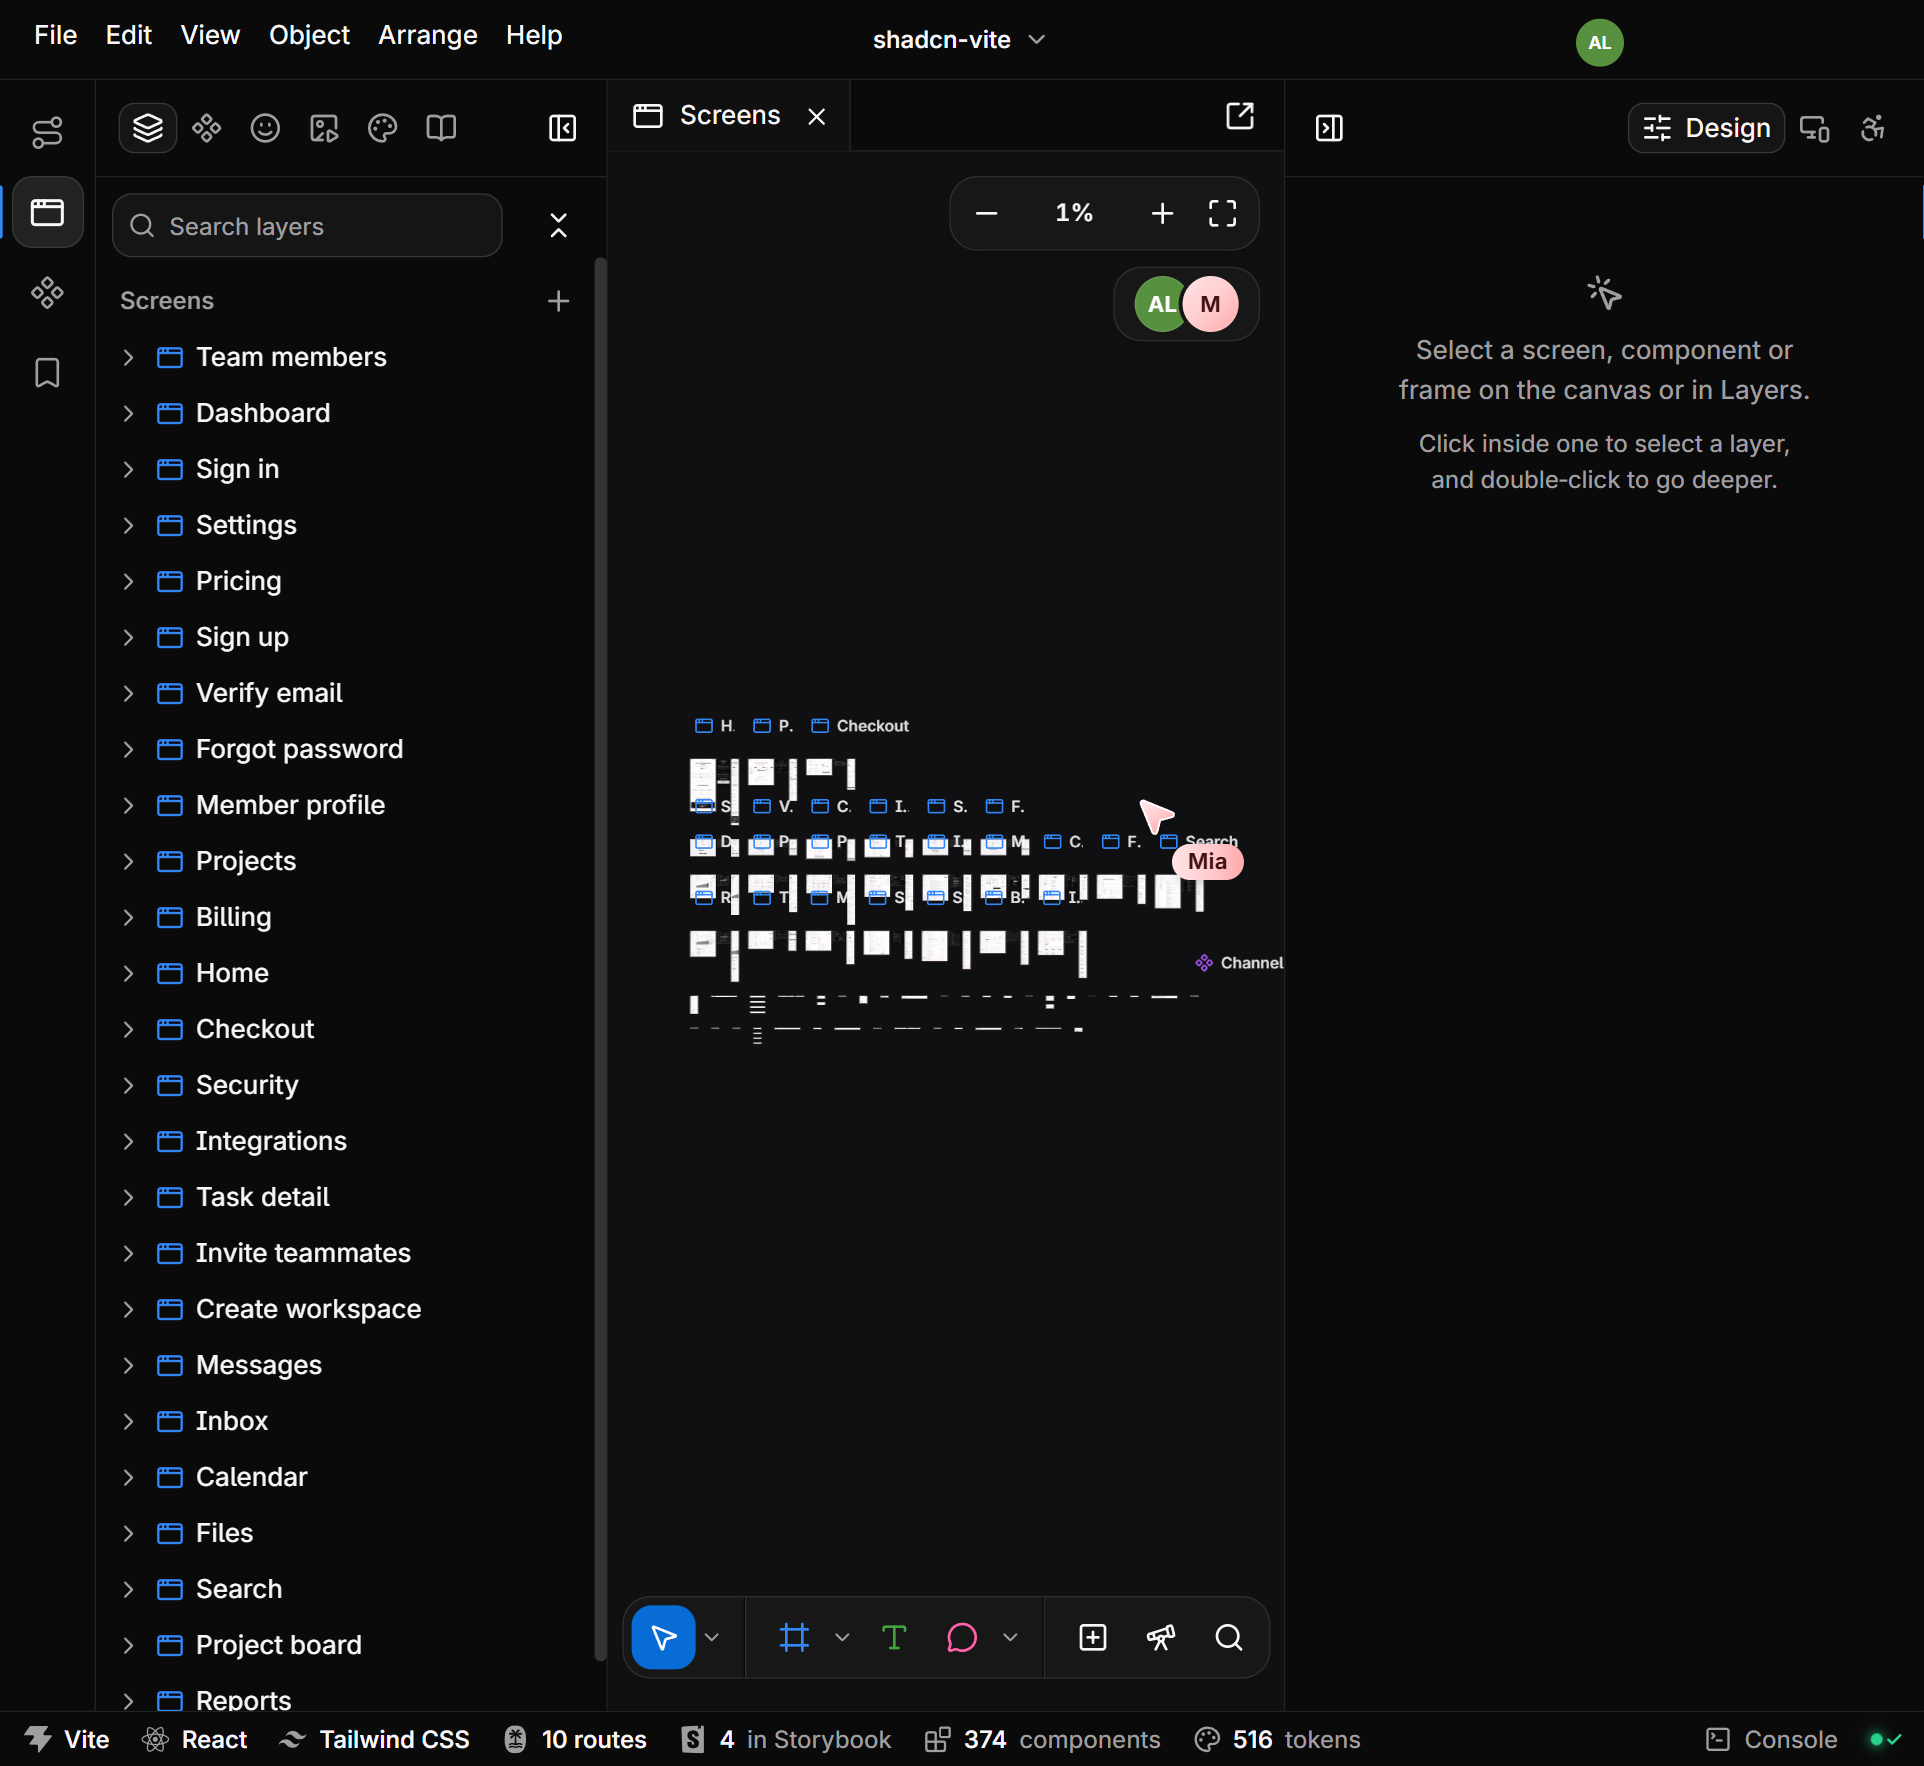 File Edit View Object Arrange Help
shadcn-vite
AL
Screens
Design
Search layers
1%
Screens
AL M
Team members
Dashboard
Sign in
Settings
Pricing
Sign up
Verify email
Forgot password
Member profile
Projects
Billing
Home
Checkout
Security
Integrations
Task detail
Invite teammates
Create workspace
Messages
Inbox
Calendar
Files
Search
Project board
Reports
Select a screen, component or
frame on the canvas or in Layers.
Click inside one to select a layer,
and double-click to go deeper.
H. P. Checkout
S V. C. I.. S. F.
D P P T. I. M C. F. Search
Mia
R T M S S B. I.
Channel
Vite React Tailwind CSS 10 routes 4 in Storybook 374 components 516 tokens Console